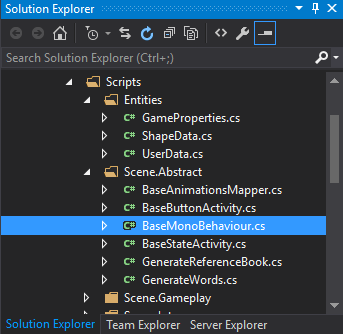 Solution Explorer
Search Solution Explorer (Ctrl+;)
Scripts
Entities
C# GameProperties.cs
C# ShapeData.cs
C# UserData.cs
Scene.Abstract
C# BaseAnimationsMapper.cs
C# BaseButtonActivity.cs
C# BaseMonoBehaviour.cs
C# BaseStateActivity.cs
C# GenerateReferenceBook.cs
C# GenerateWords.cs
Scene.Gameplay
Solution Explorer Team Explorer Server Explorer